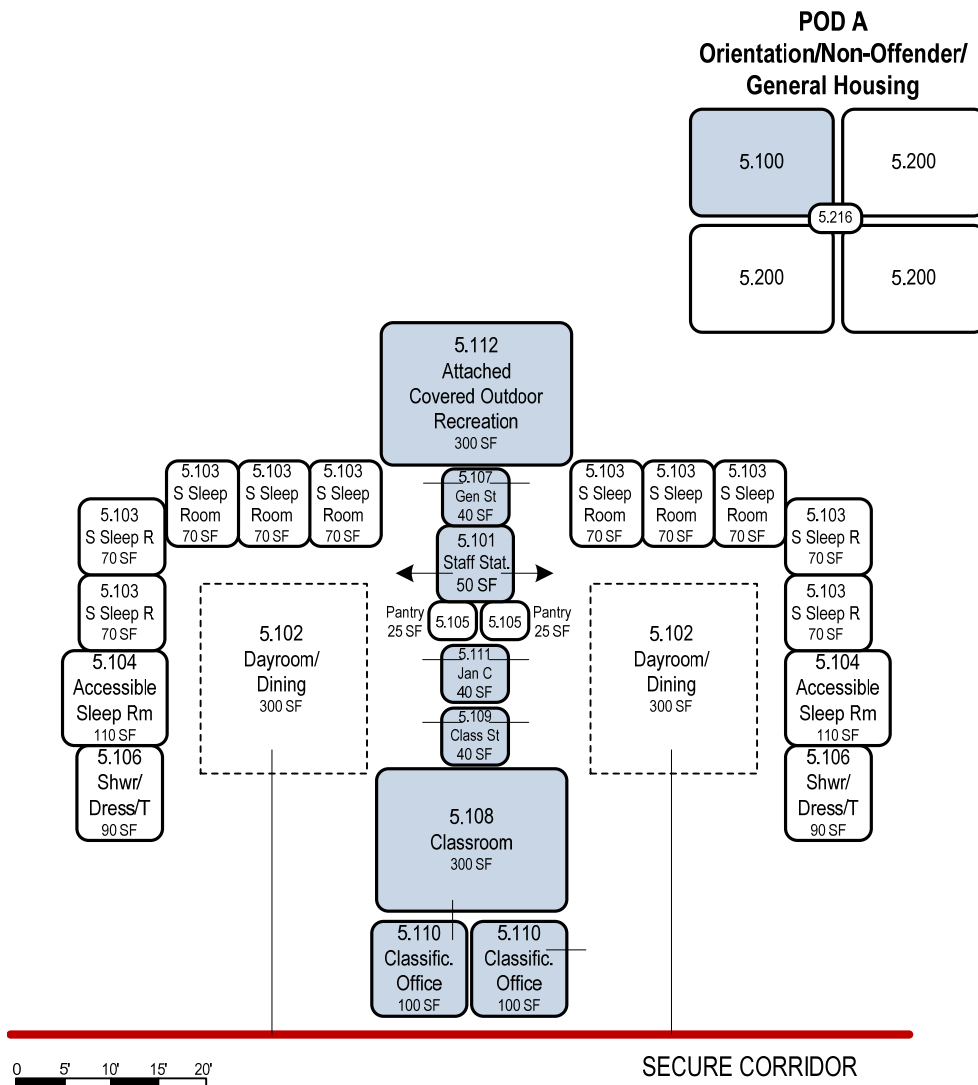 POD A
Orientation/Non-Offender/
General Housing
5.100
5.200
5.216
5.200
5.200
5.112
Attached
Covered Outdoor
Recreation
300 SF
5.103
S Sleep
Room
70 SF
5.103
S Sleep
Room
70 SF
5.103
S Sleep
Room
70 SF
5.107
Gen St
40 SF
5.103
S Sleep
Room
70 SF
5.103
S Sleep
Room
70 SF
5.103
S Sleep
Room
70 SF
5.103
S Sleep R
70 SF
5.101
Staff Stat.
50 SF
5.103
S Sleep R
70 SF
5.103
S Sleep R
70 SF
Pantry
25 SF
5.105
5.105
Pantry
25 SF
5.103
S Sleep R
70 SF
5.102
Dayroom/
Dining
300 SF
5.102
Dayroom/
Dining
300 SF
5.104
Accessible
Sleep Rm
110 SF
5.111
Jan C
40 SF
5.104
Accessible
Sleep Rm
110 SF
5.109
Class St
40 SF
5.106
Shwr/
Dress/T
90 SF
5.106
Shwr/
Dress/T
90 SF
5.108
Classroom
300 SF
5.110
Classific.
Office
100 SF
5.110
Classific.
Office
100 SF
SECURE CORRIDOR
0 5' 10' 15' 20'